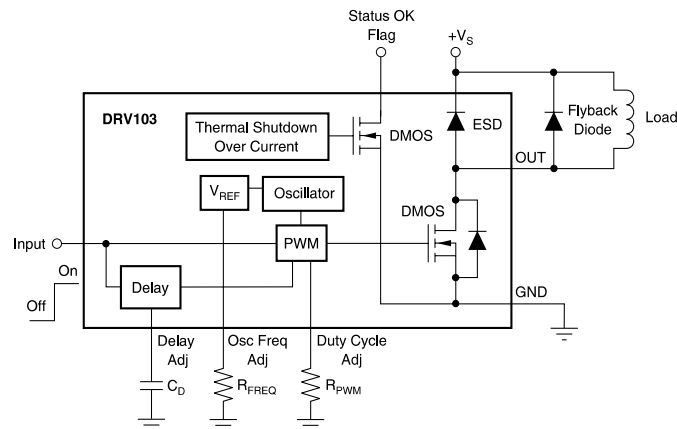 Status OK
Flag
+VS
DRV103
Thermal Shutdown
Over Current
DMOS
ESD
Flyback
Diode
Load
OUT
VREF
Oscillator
DMOS
Input
PWM
On
Off
Delay
GND
Delay
Adj
Osc Freq
Adj
Duty Cycle
Adj
CD
RFREQ
RPWM